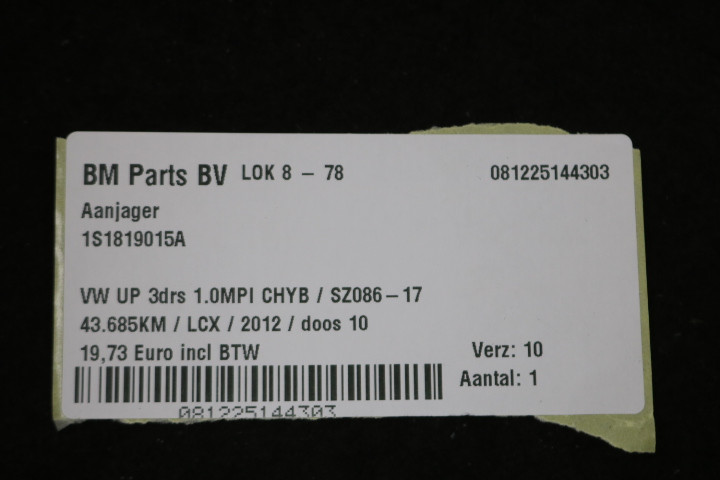 BM Parts BV LOK 8 - 78 081225144303
Aanjager
1S1819015A
VW UP 3drs 1.0MPI CHYB / SZ086-17
43.685KM / LCX / 2012 / doos 10
19,73 Euro incl BTW Verz: 10
Aantal: 1
081225144303